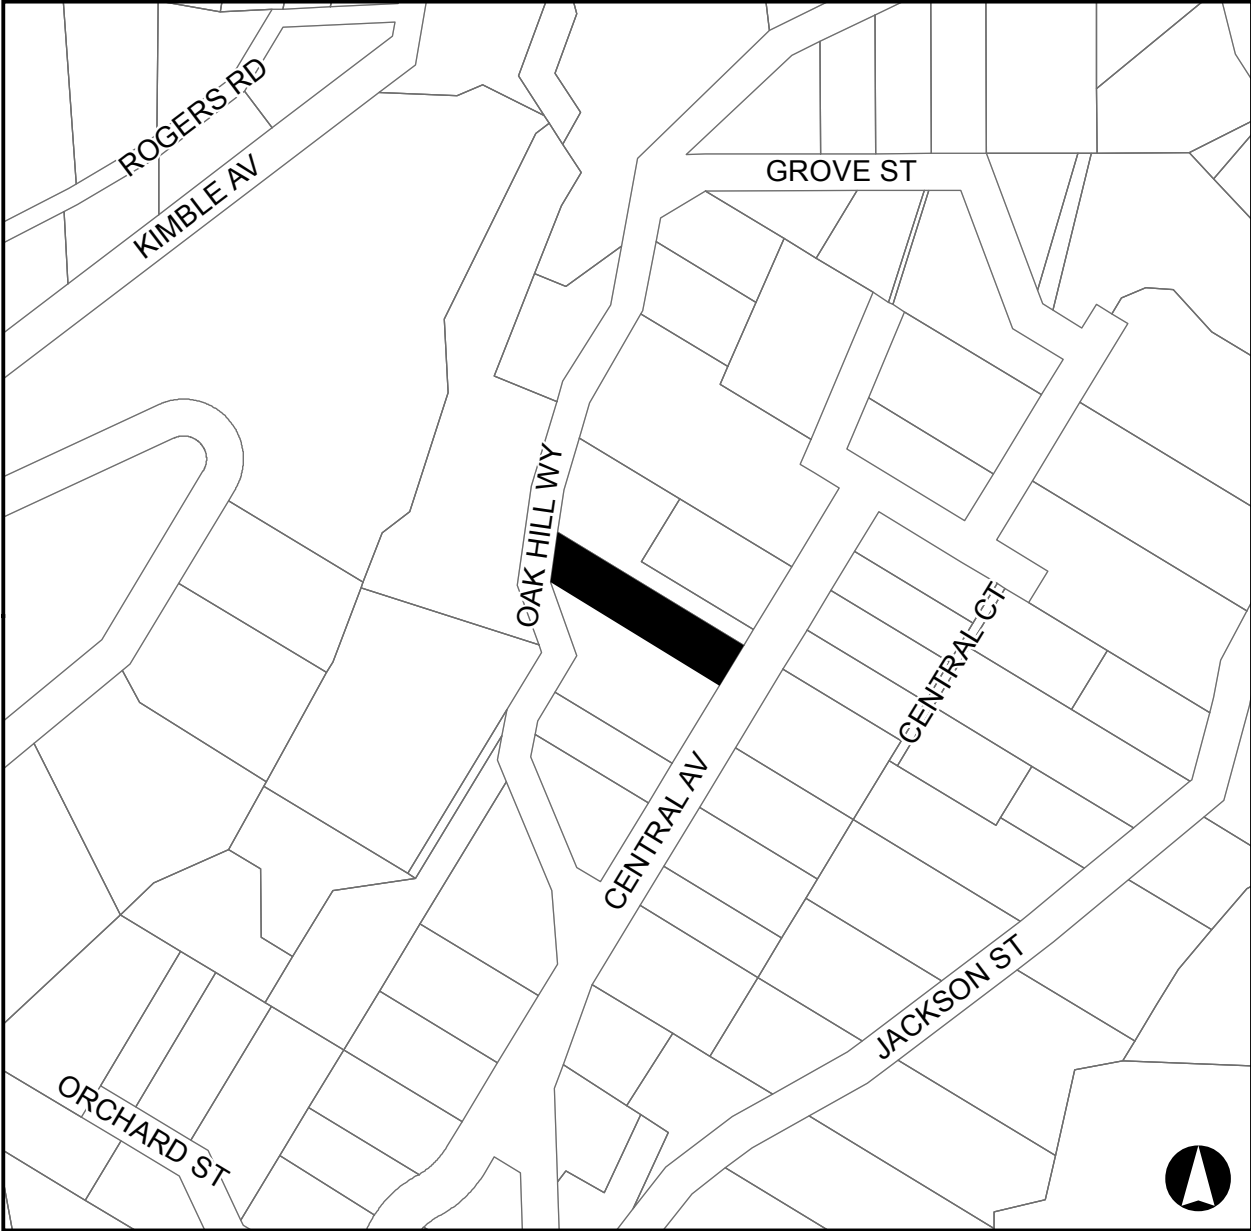 ROGERS RD
KIMBLE AV
GROVE ST
OAK HILL WY
CENTRAL CT
CENTRAL AV
JACKSON ST
ORCHARD ST